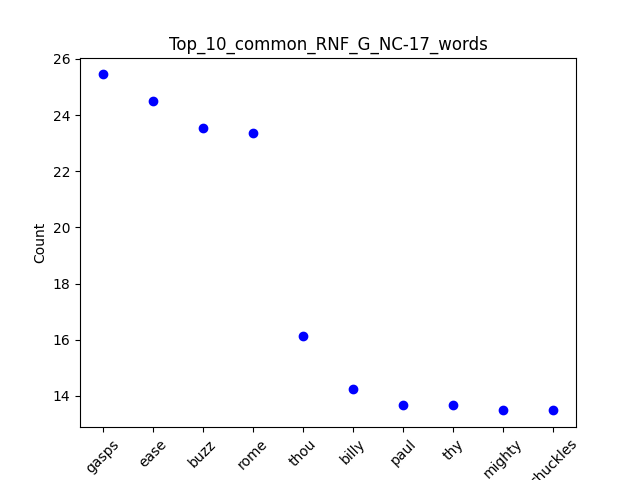 Top_10_common_RNF_G_NC-17_words
Count
26
24
22
20
18
16
14
gasps
ease
buzz
rome
thou
billy
paul
thy
mighty